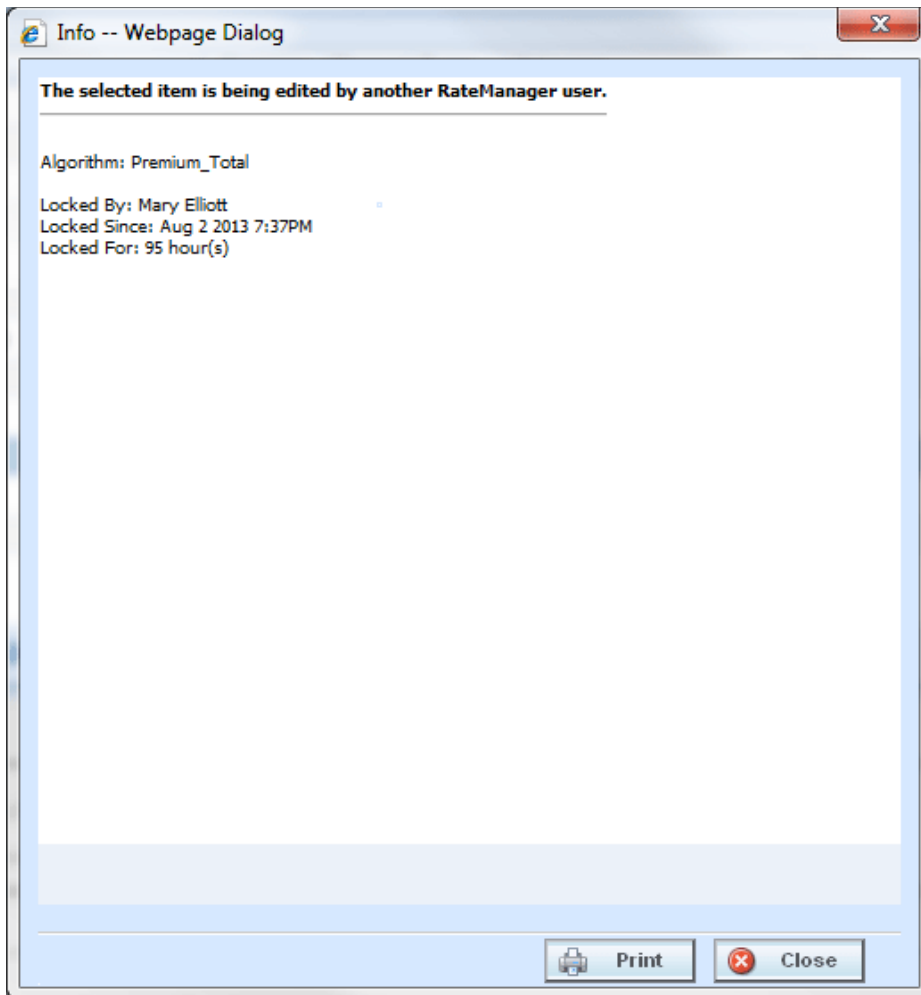 Info -- Webpage Dialog
The selected item is being edited by another RateManager user.
Algorithm: Premium_Total
Locked By: Mary Elliott
Locked Since: Aug 2 2013 7:37PM
Locked For: 95 hour(s)
Print Close